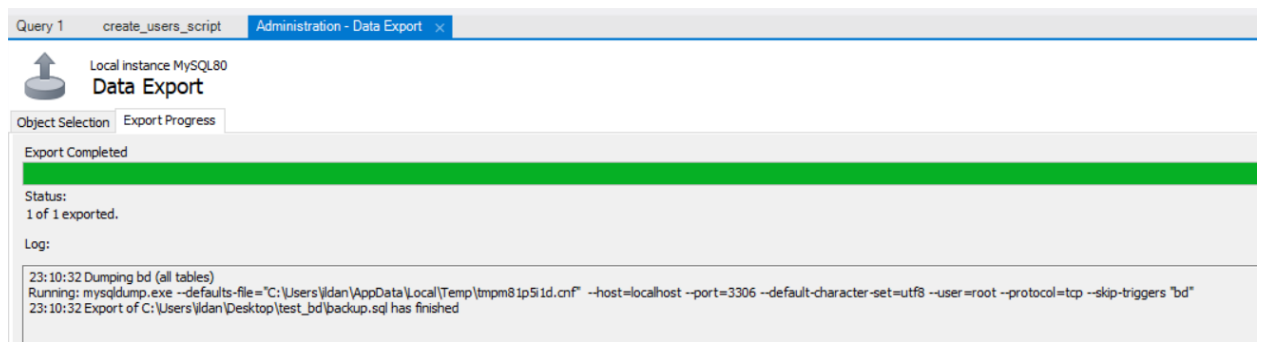 Query 1 create_users_script Administration - Data Export ×
Local instance MySQL80
Data Export
Object Selection Export Progress
Export Completed
Status:
1 of 1 exported.
Log:
23:10:32 Dumping bd (all tables)
Running: mysqldump.exe --defaults-file="C:\Users\ildan\AppData\Local\Temp\tmpm81p5i1d.cnf" --host=localhost --port=3306 --default-character-set=utf8 --user=root --protocol=tcp --skip-triggers "bd"
23:10:32 Export of C:\Users\ildan\Desktop\test_bd\backup.sql has finished